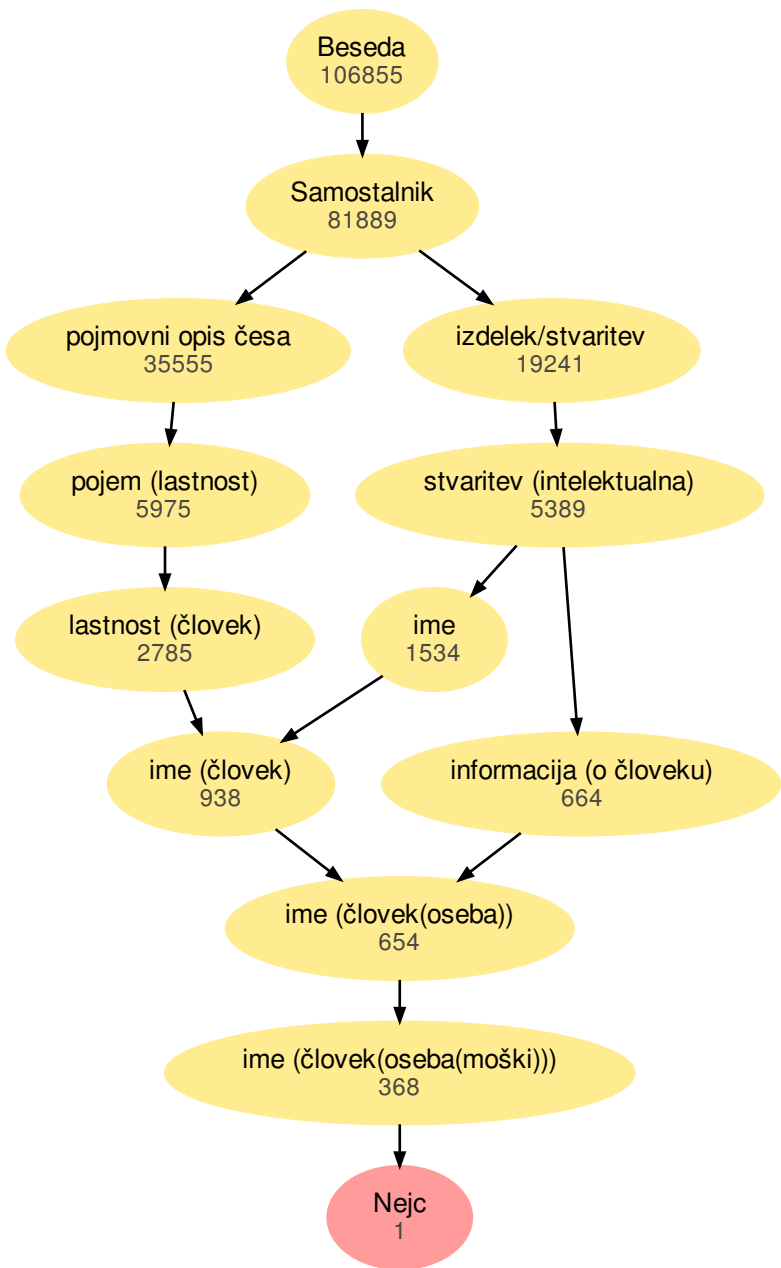 Beseda
106855
Samostalnik
81889
pojmovni opis česa
35555
izdelek/stvaritev
19241
pojem (lastnost)
5975
stvaritev (intelektualna)
5389
lastnost (človek)
2785
ime
1534
ime (človek)
938
informacija (o človeku)
664
ime (človek(oseba))
654
ime (človek(oseba(moški)))
368
Nejc
1